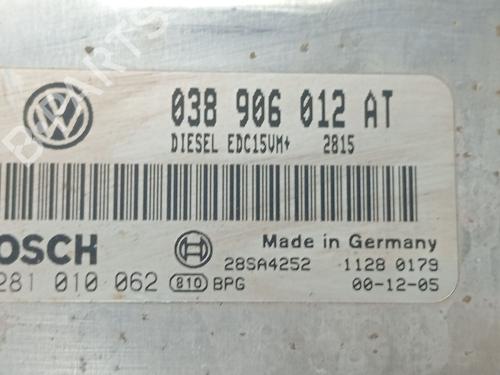 038 906 012 AT
DIESEL EDC15VM+ 2815
OSCH
Made in Germany
28SA4252 1128 0179
281 010 062 810 BPG 00-12-05